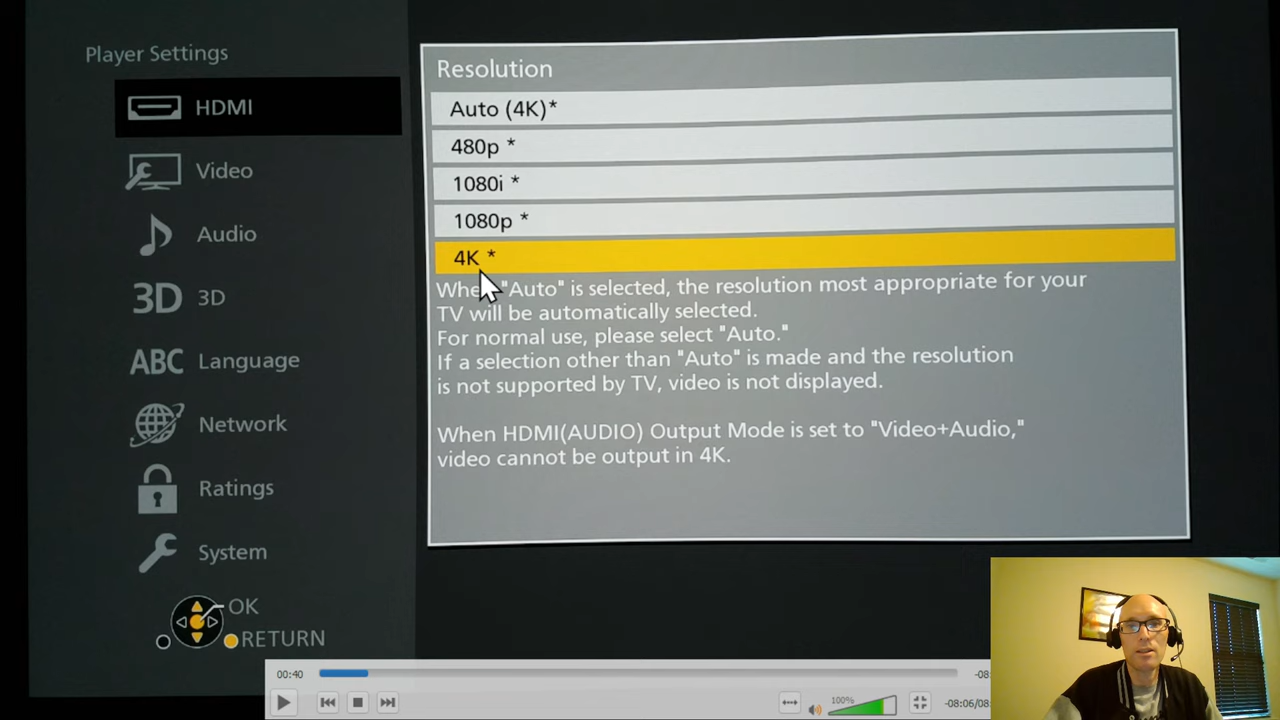 Player Settings
HDMI
Video
Audio
3D 3D
ABC Language
Network
Ratings
System
OK
RETURN
Resolution
Auto (4K)*
480p *
1080i *
1080p *
4K *
"Auto" is selected, the resolution most appropriate for your
TV will be automatically selected.
For normal use, please select "Auto."
If a selection other than "Auto" is made and the resolution
is not supported by TV, video is not displayed.
When HDMI(AUDIO) Output Mode is set to "Video+Audio,"
video cannot be output in 4K.
00:40
100%
-08:06/08: